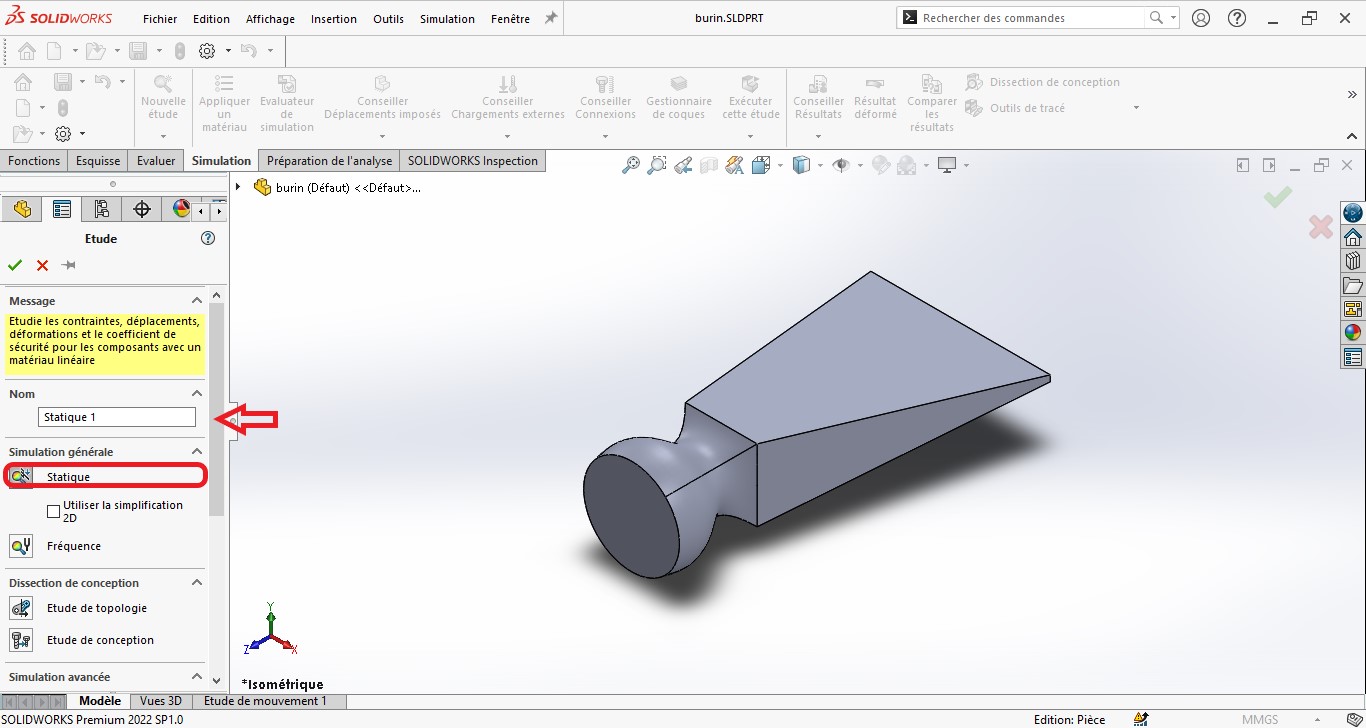 SOLIDWORKS Fichier Edition Affichage Insertion Outils Simulation Fenêtre burin.SLDPRT Rechercher des commandes
Nouvelle étude
Appliquer un matériau
Evaluateur de simulation
Conseiller Déplacements imposés
Conseiller Chargements externes
Conseiller Connexions
Gestionnaire de coques
Exécuter cette étude
Conseiller Résultats
Résultat déformé
Comparer les résultats
Dissection de conception
Outils de tracé
Fonctions Esquisse Evaluer Simulation Préparation de l'analyse SOLIDWORKS Inspection
burin (Défaut) <<Défaut>...
Etude
Message
Etudie les contraintes, déplacements,
déformations et le coefficient de
sécurité pour les composants avec un
matériau linéaire
Nom
Statique 1
Simulation générale
Statique
Utiliser la simplification
2D
Fréquence
Dissection de conception
Etude de topologie
Etude de conception
Simulation avancée
Y
Z
X
*Isométrique
Modèle Vues 3D Etude de mouvement 1
SOLIDWORKS Premium 2022 SP1.0 Edition: Pièce MMGS